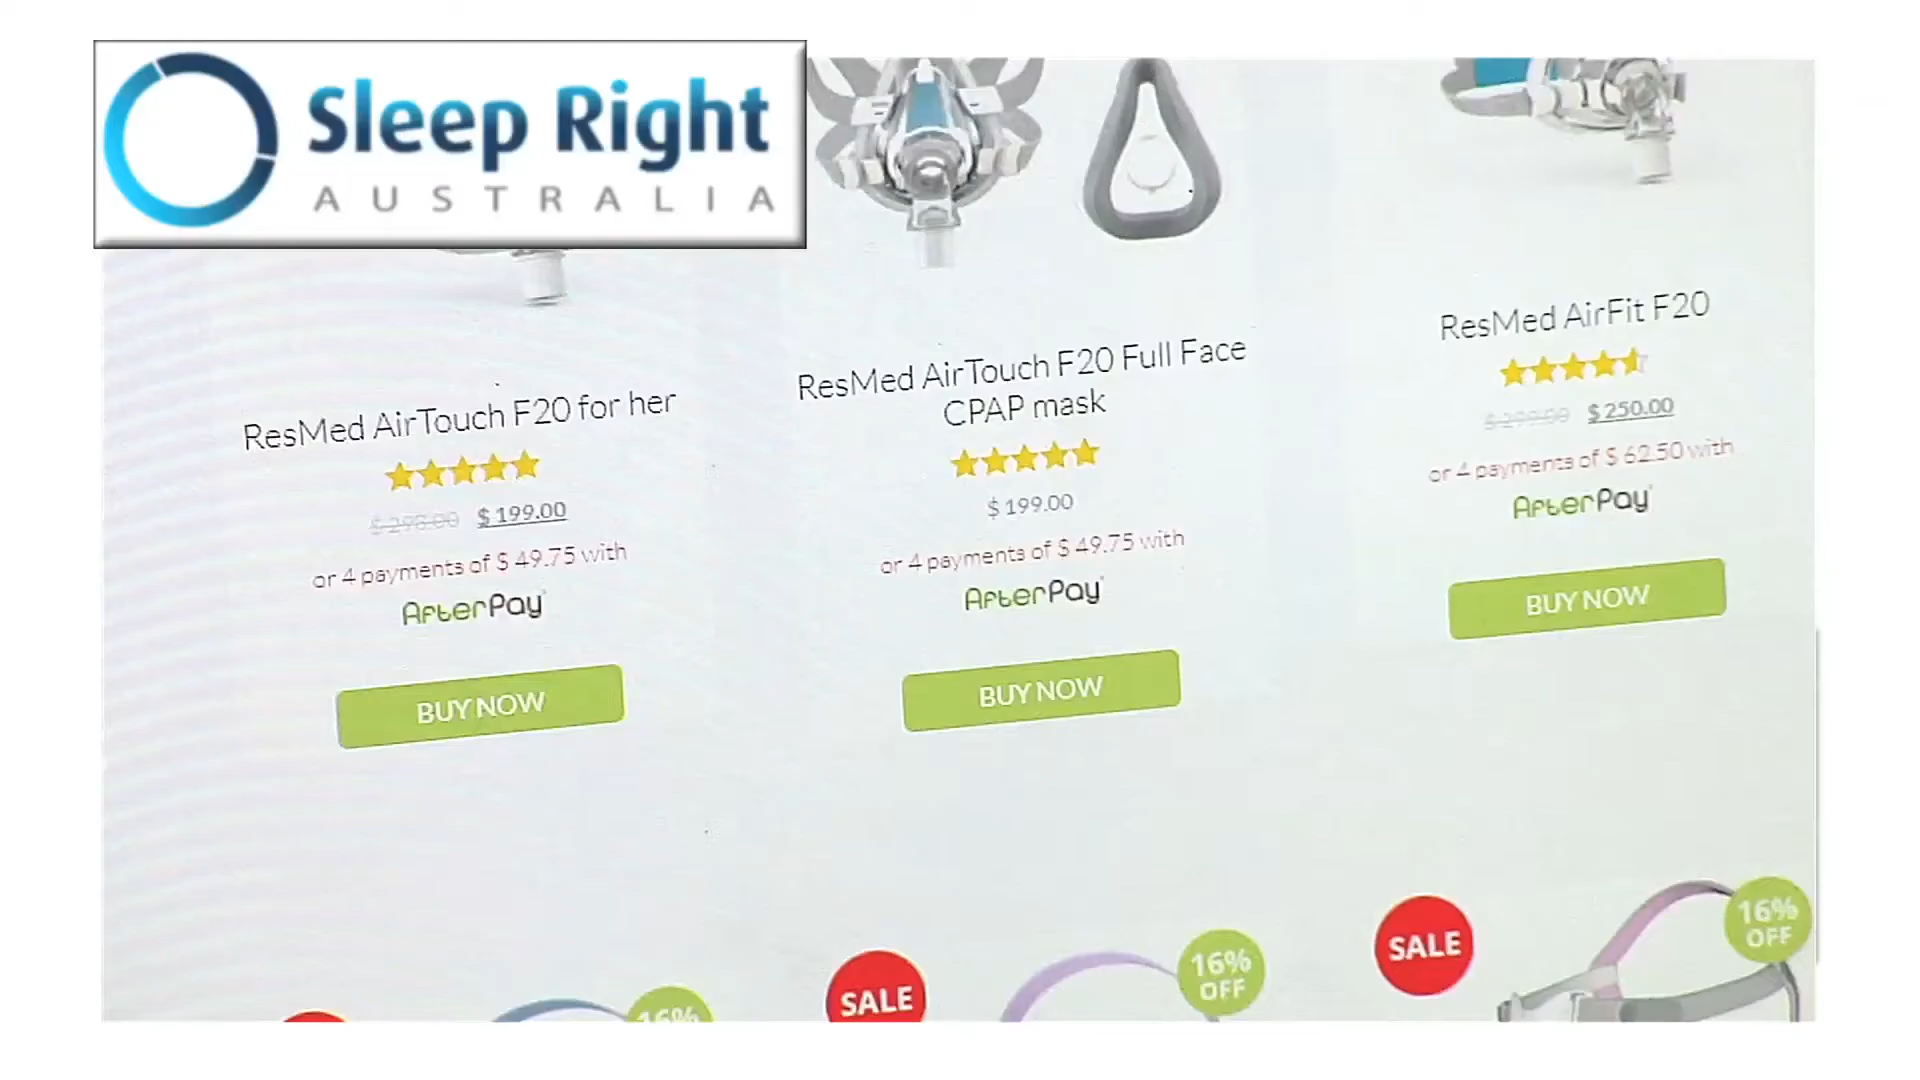 Sleep Right
AUSTRALIA
ResMed AirTouch F20 for her
$ 199.00
or 4 payments of $ 49.75 with
AfterPay
BUY NOW
ResMed AirTouch F20 Full Face
CPAP mask
$ 199.00
or 4 payments of $ 49.75 with
AfterPay
BUY NOW
ResMed AirFit F20
$ 299.00 $ 250.00
or 4 payments of $ 62.50 with
AfterPay
BUY NOW
16%
SALE
16%
OFF
SALE
16%
OFF